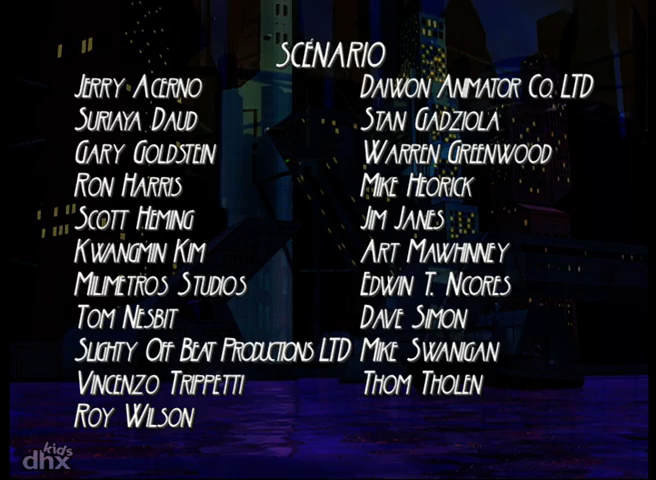 SCÉNARIO
JERRY ACERNO
SURIAYA DAUD
GARY GOLDSTEIN
RON HARRIS
SCOTT HEMING
KWANGMIN KIM
MILIMETROS STUDIOS
TOM NESBIT
SLIGHTY OFF BEAT PRODUCTIONS LTD
VINCENZO TRIPPETTI
ROY WILSON
DAIWON ANIMATOR CO. LTD
STAN GADZIOLA
WARREN GREENWOOD
MIKE HEORICK
JIM JANES
ART MAWHINNEY
EDWIN T. NCORES
DAVE SIMON
MIKE SWANIGAN
THOM THOLEN
kid's
dhx